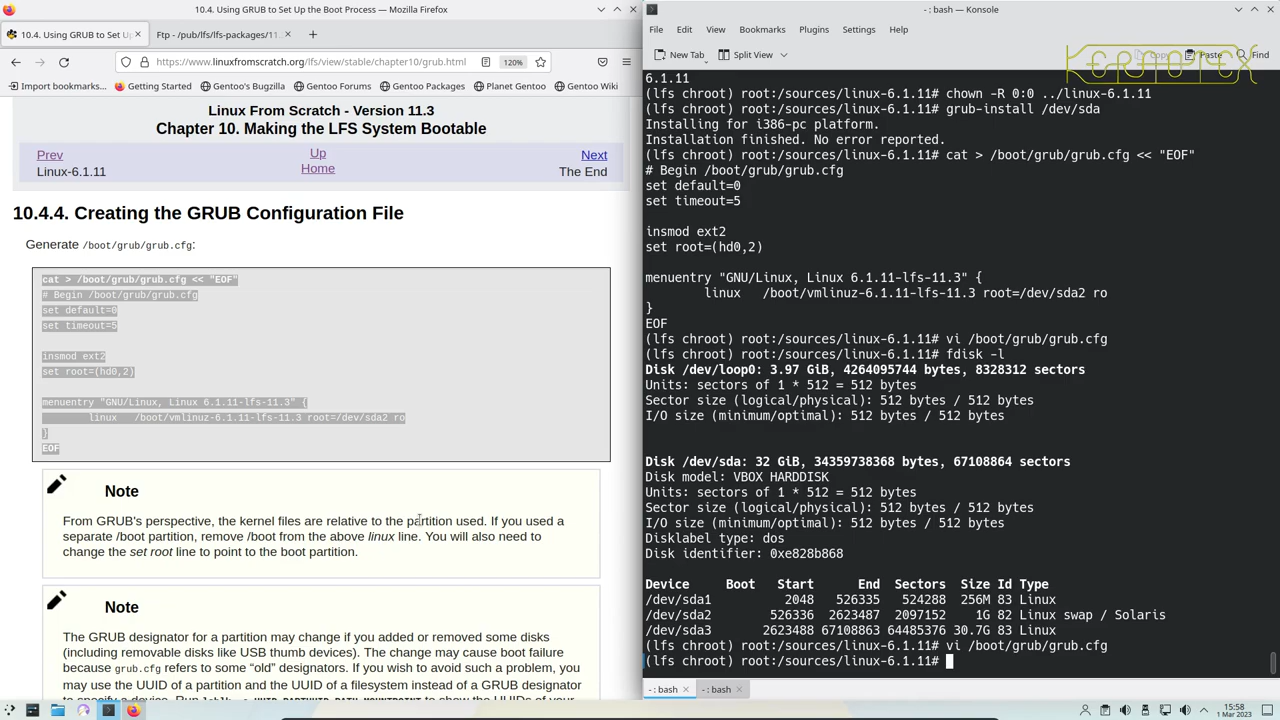 10.4. Using GRUB to Set Up the Boot Process — Mozilla Firefox
10.4. Using GRUB to Set Up
Ftp - /pub/lfs/lfs-packages/11.
https://www.linuxfromscratch.org/lfs/view/stable/chapter10/grub.html
120%
Import bookmarks...
Getting Started
Gentoo's Bugzilla
Gentoo Forums
Gentoo Packages
Planet Gentoo
Gentoo Wiki
Linux From Scratch - Version 11.3
Chapter 10. Making the LFS System Bootable
Prev
Up
Next
Linux-6.1.11
Home
The End
10.4.4. Creating the GRUB Configuration File
Generate /boot/grub/grub.cfg:
cat > /boot/grub/grub.cfg << "EOF"
# Begin /boot/grub/grub.cfg
set default=0
set timeout=5
insmod ext2
set root=(hd0,2)
menuentry "GNU/Linux, Linux 6.1.11-lfs-11.3" {
linux /boot/vmlinuz-6.1.11-lfs-11.3 root=/dev/sda2 ro
}
EOF
Note
From GRUB's perspective, the kernel files are relative to the partition used. If you used a
separate /boot partition, remove /boot from the above linux line. You will also need to
change the set root line to point to the boot partition.
Note
The GRUB designator for a partition may change if you added or removed some disks
(including removable disks like USB thumb devices). The change may cause boot failure
because grub.cfg refers to some “old” designators. If you wish to avoid such a problem, you
may use the UUID of a partition and the UUID of a filesystem instead of a GRUB designator
- : bash — Konsole
File
Edit
View
Bookmarks
Plugins
Settings
Help
New Tab
Split View
Copy
Paste
Find
KERNOTEX
6.1.11
(lfs chroot) root:/sources/linux-6.1.11# chown -R 0:0 ../linux-6.1.11
(lfs chroot) root:/sources/linux-6.1.11# grub-install /dev/sda
Installing for i386-pc platform.
Installation finished. No error reported.
(lfs chroot) root:/sources/linux-6.1.11# cat > /boot/grub/grub.cfg << "EOF"
# Begin /boot/grub/grub.cfg
set default=0
set timeout=5
insmod ext2
set root=(hd0,2)
menuentry "GNU/Linux, Linux 6.1.11-lfs-11.3" {
linux /boot/vmlinuz-6.1.11-lfs-11.3 root=/dev/sda2 ro
}
EOF
(lfs chroot) root:/sources/linux-6.1.11# vi /boot/grub/grub.cfg
(lfs chroot) root:/sources/linux-6.1.11# fdisk -l
Disk /dev/loop0: 3.97 GiB, 4264095744 bytes, 8328312 sectors
Units: sectors of 1 * 512 = 512 bytes
Sector size (logical/physical): 512 bytes / 512 bytes
I/O size (minimum/optimal): 512 bytes / 512 bytes
Disk /dev/sda: 32 GiB, 34359738368 bytes, 67108864 sectors
Disk model: VBOX HARDDISK
Units: sectors of 1 * 512 = 512 bytes
Sector size (logical/physical): 512 bytes / 512 bytes
I/O size (minimum/optimal): 512 bytes / 512 bytes
Disklabel type: dos
Disk identifier: 0xe828b868
Device Boot Start End Sectors Size Id Type
/dev/sda1 2048 526335 524288 256M 83 Linux
/dev/sda2 526336 2623487 2097152 1G 82 Linux swap / Solaris
/dev/sda3 2623488 67108863 64485376 30.7G 83 Linux
(lfs chroot) root:/sources/linux-6.1.11# vi /boot/grub/grub.cfg
(lfs chroot) root:/sources/linux-6.1.11#
- : bash
- : bash
15:58
1 Mar 2023